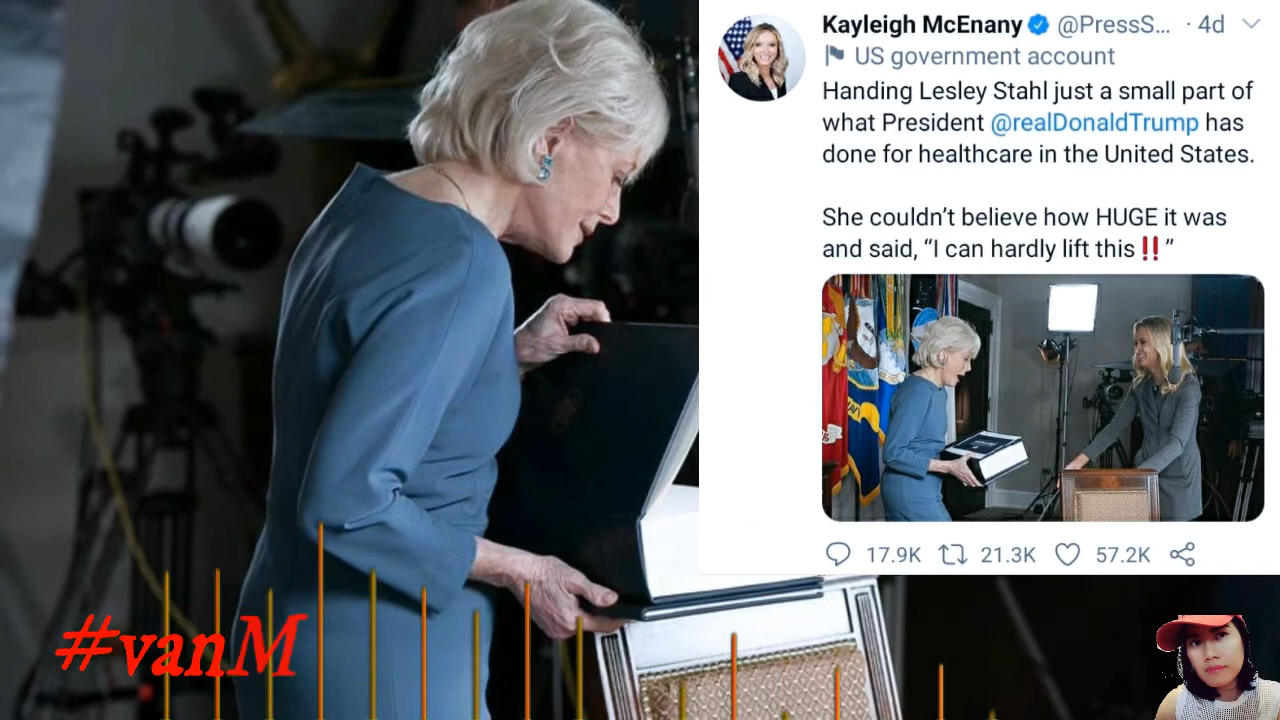 Kayleigh McEnany @PressS... · 4d
US government account
Handing Lesley Stahl just a small part of
what President @realDonaldTrump has
done for healthcare in the United States.
She couldn't believe how HUGE it was
and said, “I can hardly lift this‼️”
17.9K 21.3K 57.2K
#vanM